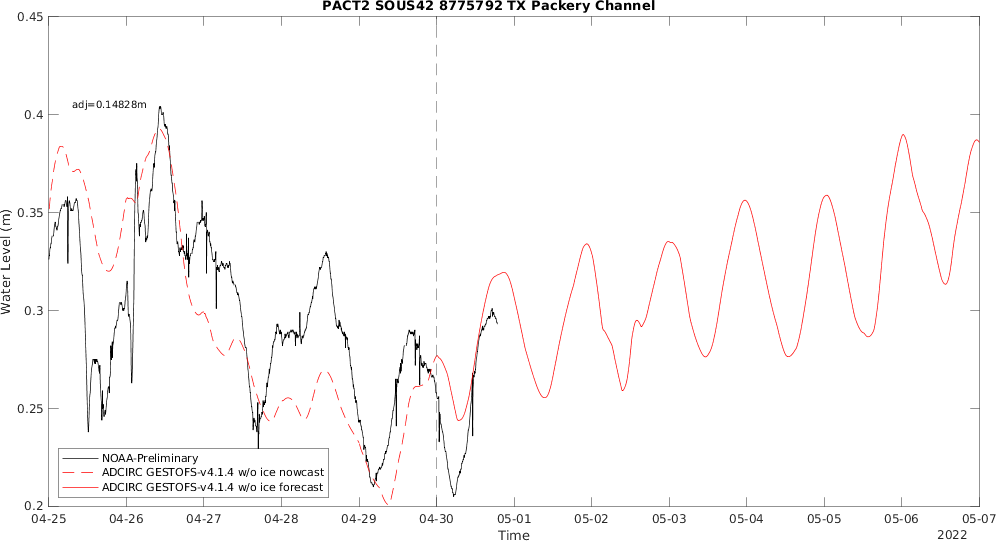 PACT2 SOUS42 8775792 TX Packery Channel
0.45
adj=0.14828m
0.4
0.35
Water Level (m)
0.3
0.25
NOAA-Preliminary
ADCIRC GESTOFS-v4.1.4 w/o ice nowcast
ADCIRC GESTOFS-v4.1.4 w/o ice forecast
0.2
04-25 04-26 04-27 04-28 04-29 04-30 05-01 05-02 05-03 05-04 05-05 05-06 05-07
Time
2022